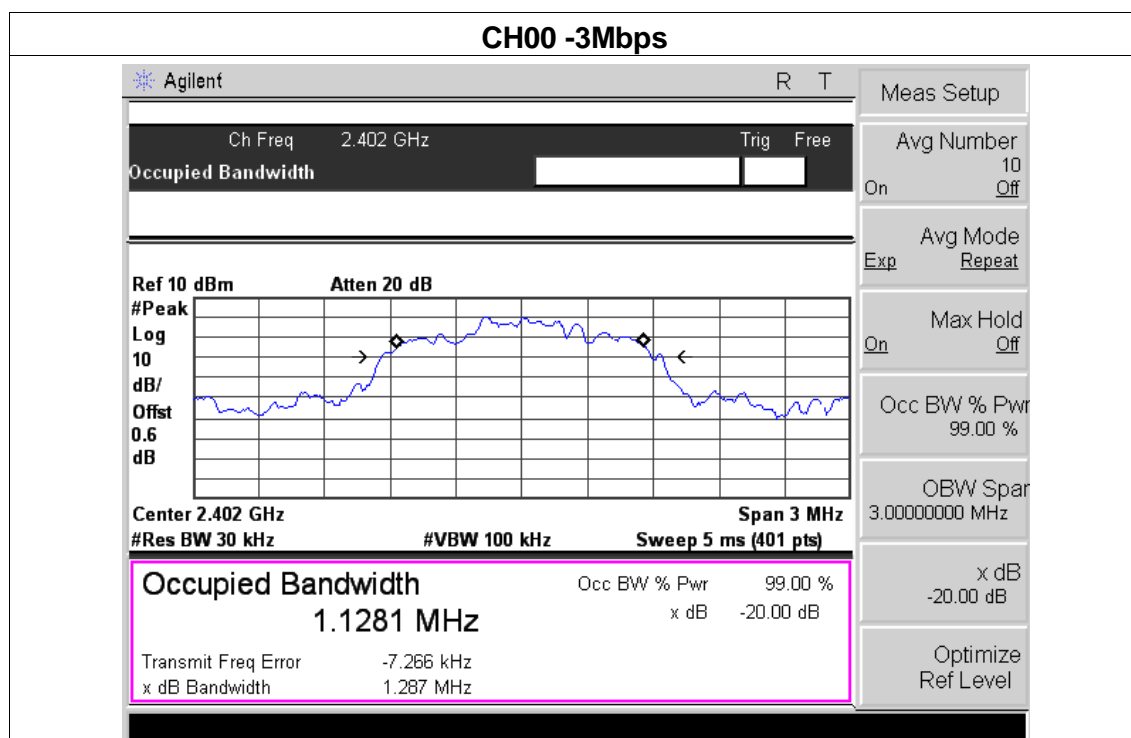 CH00 -3Mbps
Agilent R T
Ch Freq 2.402 GHz Trig Free
Occupied Bandwidth
Ref 10 dBm Atten 20 dB
#Peak
Log
10
dB/
Offst
0.6
dB
Center 2.402 GHz Span 3 MHz
#Res BW 30 kHz #VBW 100 kHz Sweep 5 ms (401 pts)
Occupied Bandwidth Occ BW % Pwr 99.00 %
1.1281 MHz x dB -20.00 dB
Transmit Freq Error -7.266 kHz
x dB Bandwidth 1.287 MHz
Meas Setup
Avg Number
10
On Off
Avg Mode
Exp Repeat
Max Hold
On Off
Occ BW % Pwr
99.00 %
OBW Span
3.00000000 MHz
x dB
-20.00 dB
Optimize
Ref Level